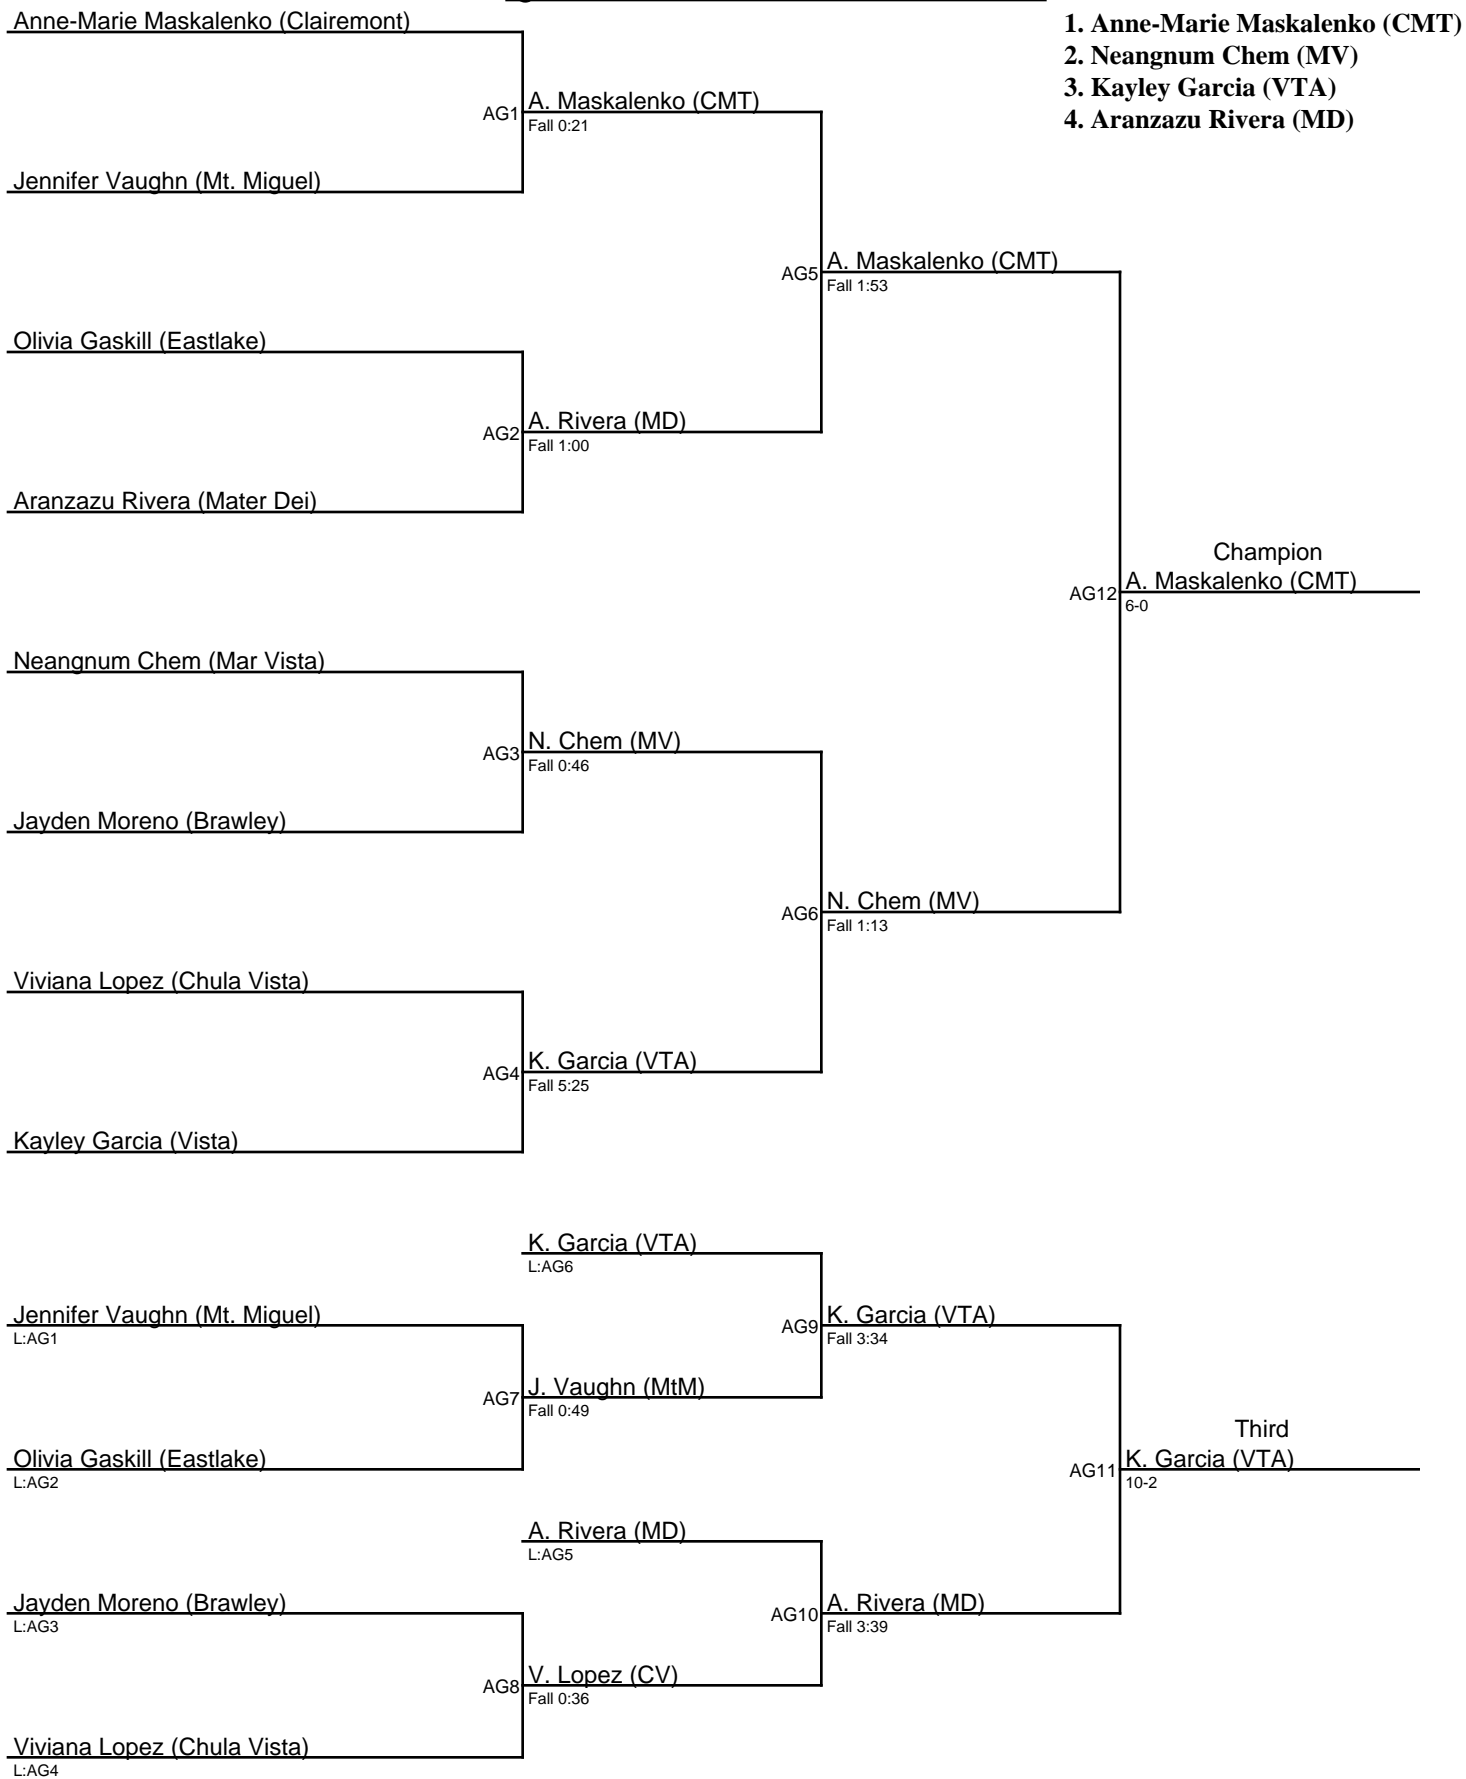 1. Anne-Marie Maskalenko (CMT)
2. Neangnum Chem (MV)
3. Kayley Garcia (VTA)
4. Aranzazu Rivera (MD)
Anne-Marie Maskalenko (Clairemont)
AG1
A. Maskalenko (CMT)
Fall 0:21
Jennifer Vaughn (Mt. Miguel)
AG5
A. Maskalenko (CMT)
Fall 1:53
Olivia Gaskill (Eastlake)
AG2
A. Rivera (MD)
Fall 1:00
Aranzazu Rivera (Mater Dei)
Champion
AG12
A. Maskalenko (CMT)
6-0
Neangnum Chem (Mar Vista)
AG3
N. Chem (MV)
Fall 0:46
Jayden Moreno (Brawley)
AG6
N. Chem (MV)
Fall 1:13
Viviana Lopez (Chula Vista)
AG4
K. Garcia (VTA)
Fall 5:25
Kayley Garcia (Vista)
K. Garcia (VTA)
L:AG6
Jennifer Vaughn (Mt. Miguel)
L:AG1
AG9
K. Garcia (VTA)
Fall 3:34
AG7
J. Vaughn (MtM)
Fall 0:49
Olivia Gaskill (Eastlake)
L:AG2
Third
AG11
K. Garcia (VTA)
10-2
A. Rivera (MD)
L:AG5
Jayden Moreno (Brawley)
L:AG3
AG10
A. Rivera (MD)
Fall 3:39
AG8
V. Lopez (CV)
Fall 0:36
Viviana Lopez (Chula Vista)
L:AG4